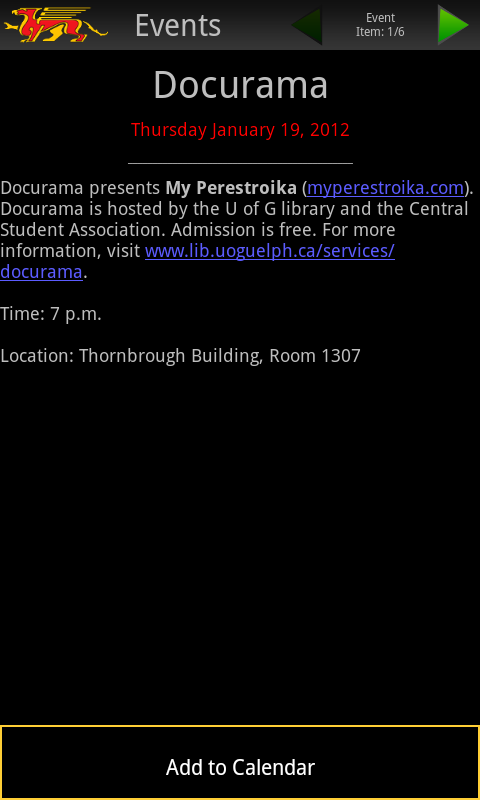 Events
Event
Item: 1/6
Docurama
Thursday January 19, 2012
Docurama presents My Perestroika (myperestroika.com).
Docurama is hosted by the U of G library and the Central
Student Association. Admission is free. For more
information, visit www.lib.uoguelph.ca/services/
docurama.
Time: 7 p.m.
Location: Thornbrough Building, Room 1307
Add to Calendar